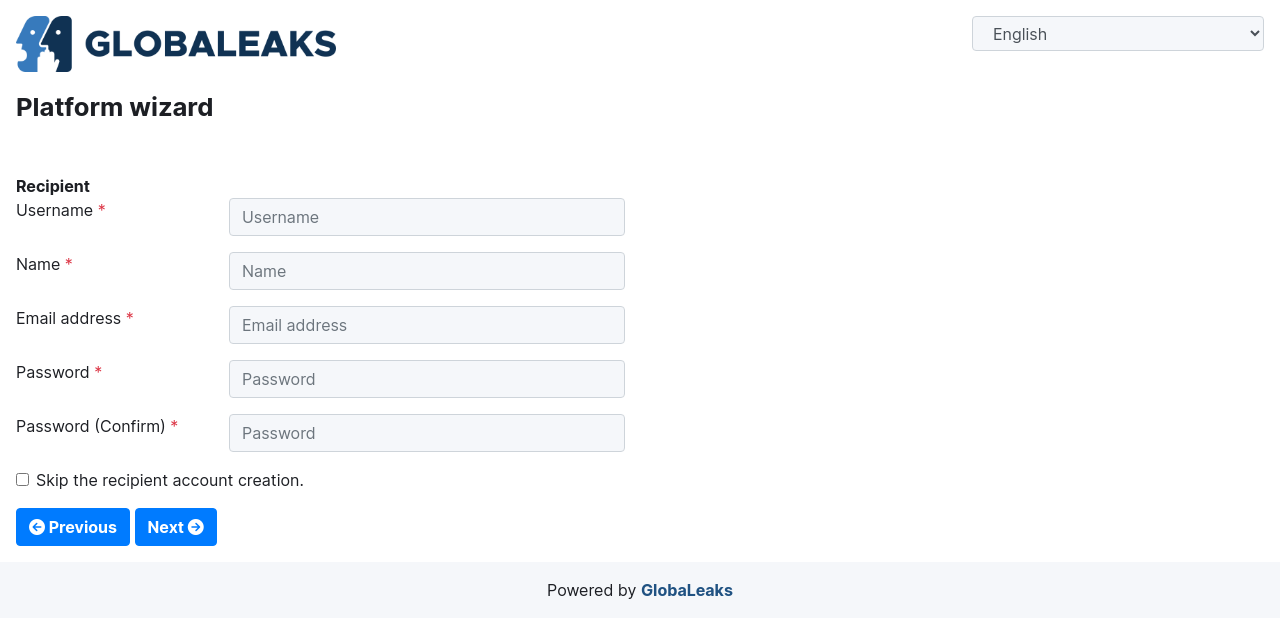 GLOBALEAKS
English
Platform wizard
Recipient
Username *
Username
Name *
Name
Email address *
Email address
Password *
Password
Password (Confirm) *
Password
Skip the recipient account creation.
Previous Next
Powered by GlobaLeaks